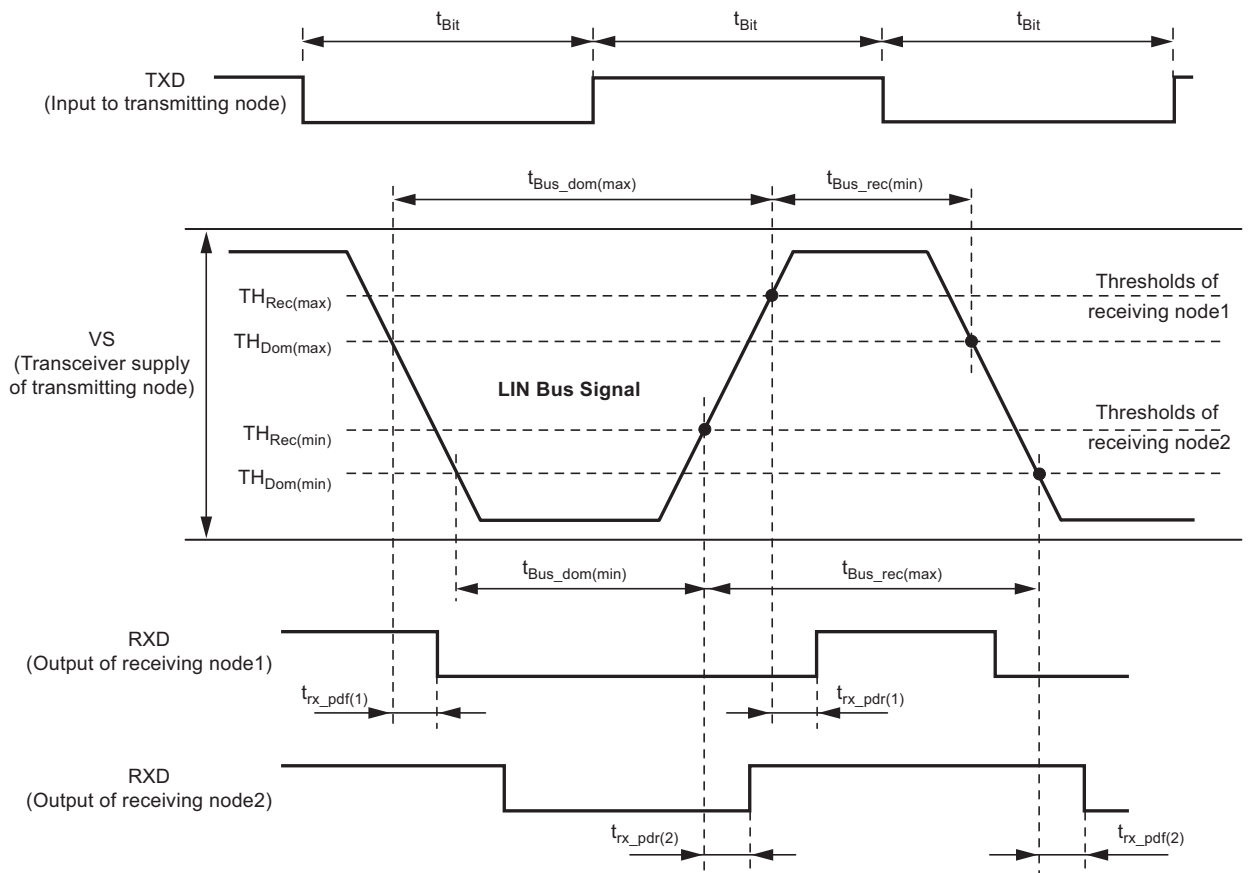 tBit tBit tBit
TXD
(Input to transmitting node)
tBus_dom(max) tBus_rec(min)
THRec(max)
Thresholds of
receiving node1
THDom(max)
VS
(Transceiver supply
of transmitting node)
LIN Bus Signal
THRec(min)
Thresholds of
receiving node2
THDom(min)
tBus_dom(min) tBus_rec(max)
RXD
(Output of receiving node1)
trx_pdf(1) trx_pdr(1)
RXD
(Output of receiving node2)
trx_pdr(2) trx_pdf(2)